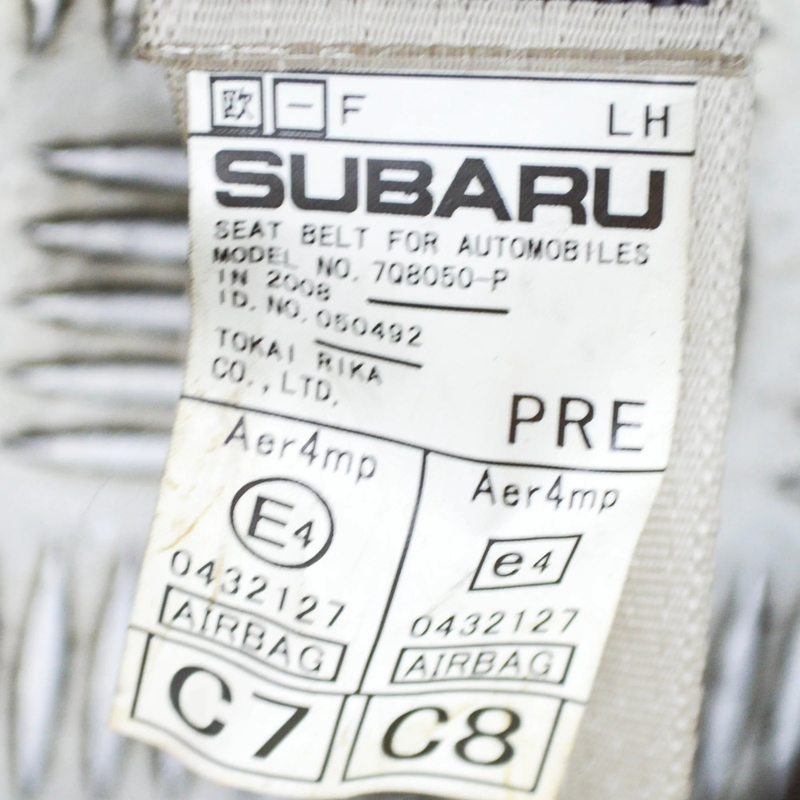 欧 一 F LH
SUBARU
SEAT BELT FOR AUTOMOBILES
MODEL NO. 7Q8050-P
IN 2008
ID. NO. 050492
TOKAI RIKA
CO., LTD.
PRE
Aer4mp
E4
0432127
AIRBAG
C7
Aer4mp
e4
0432127
AIRBAG
C8